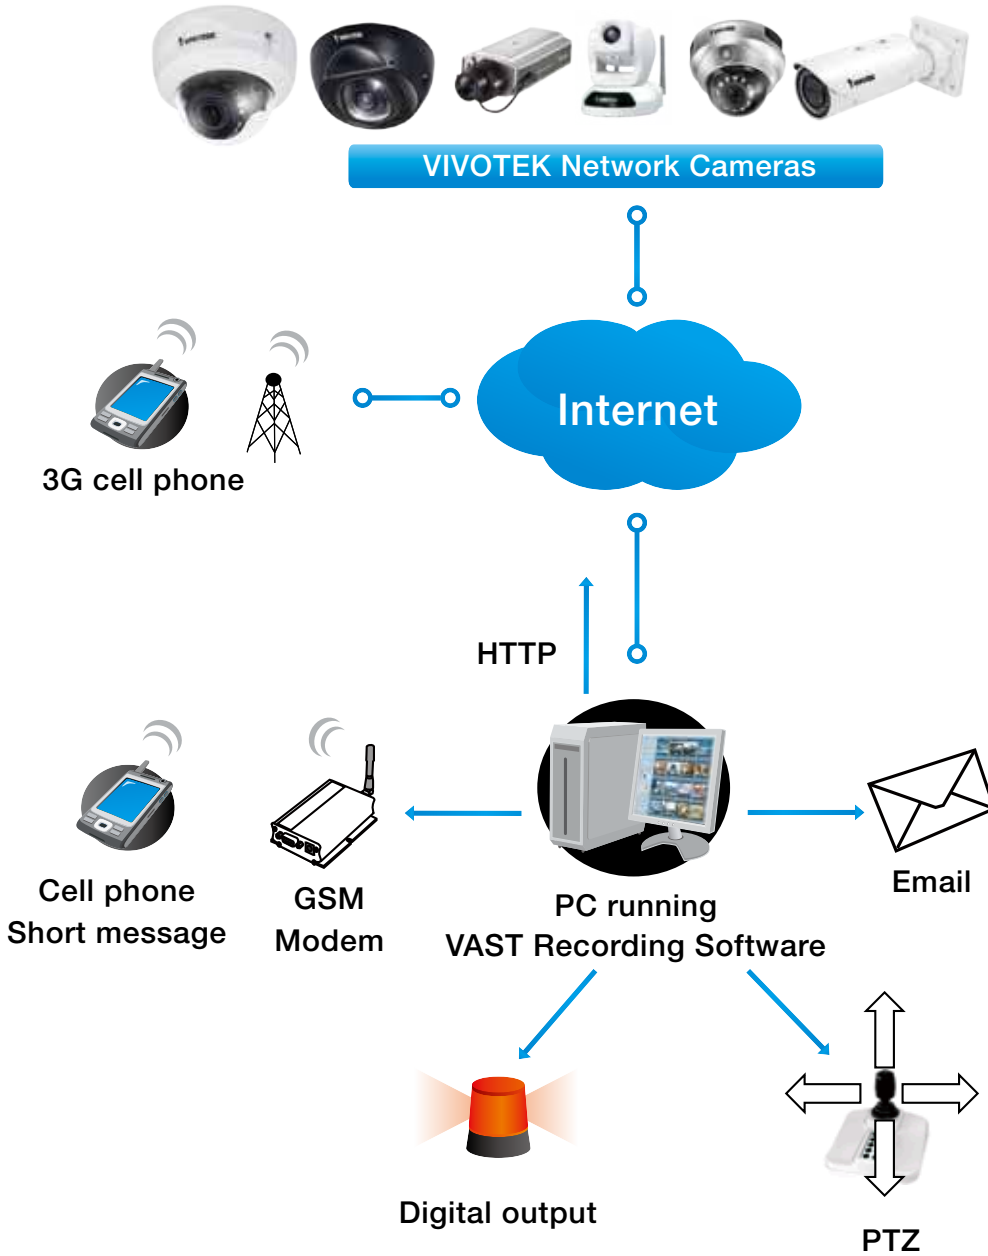 VIVOTEK Network Cameras
Internet
3G cell phone
HTTP
Cell phone
Short message
GSM
Modem
PC running
VAST Recording Software
Email
Digital output
PTZ